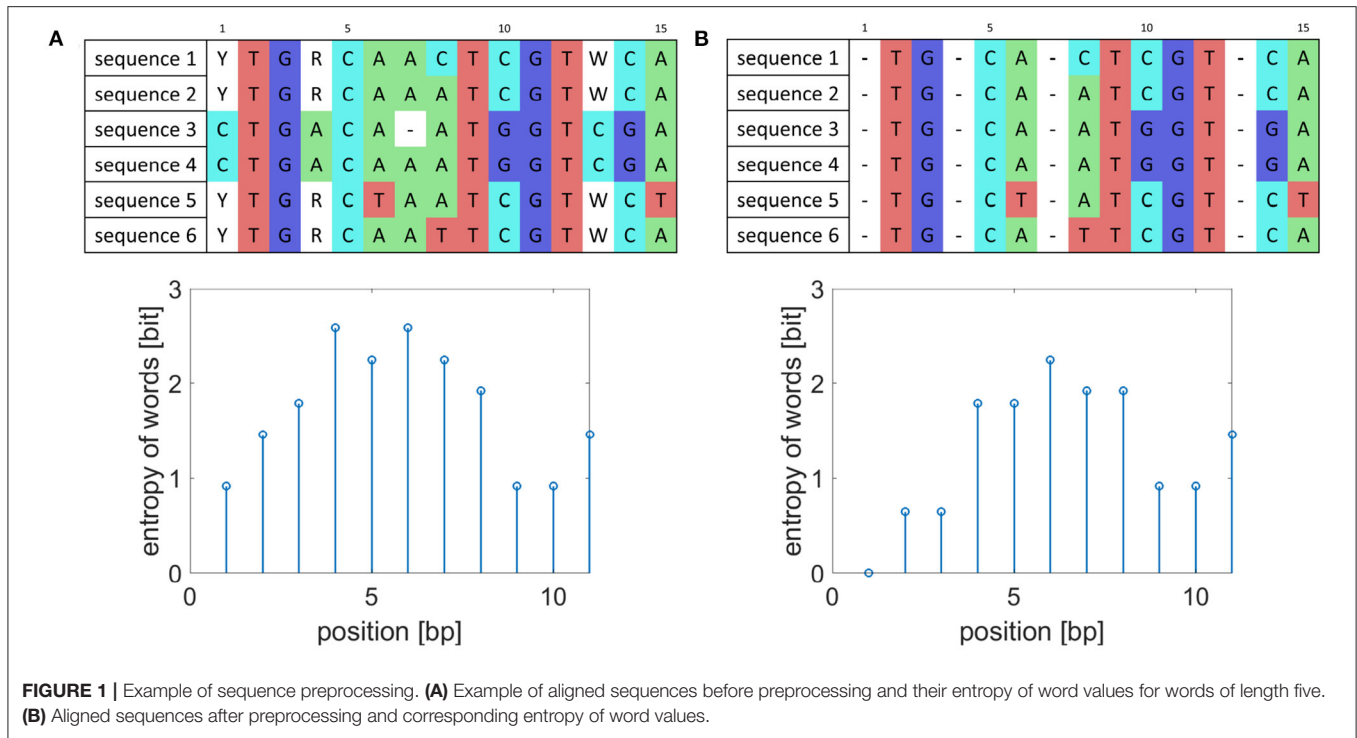 A
1 5 10 15
sequence 1 Y T G R C A A C T C G T W C A
sequence 2 Y T G R C A A A T C G T W C A
sequence 3 C T G A C A - A T G G T C G A
sequence 4 C T G A C A A A T G G T C G A
sequence 5 Y T G R C T A A T C G T W C T
sequence 6 Y T G R C A A T T C G T W C A
3
2
1
0
entropy of words [bit]
0 5 10
position [bp]
B
1 5 10 15
sequence 1 - T G - C A - C T C G T - C A
sequence 2 - T G - C A - A T C G T - C A
sequence 3 - T G - C A - A T G G T - G A
sequence 4 - T G - C A - A T G G T - G A
sequence 5 - T G - C T - A T C G T - C T
sequence 6 - T G - C A - T T C G T - C A
3
2
1
0
entropy of words [bit]
0 5 10
position [bp]
FIGURE 1 | Example of sequence preprocessing. (A) Example of aligned sequences before preprocessing and their entropy of word values for words of length five.
(B) Aligned sequences after preprocessing and corresponding entropy of word values.